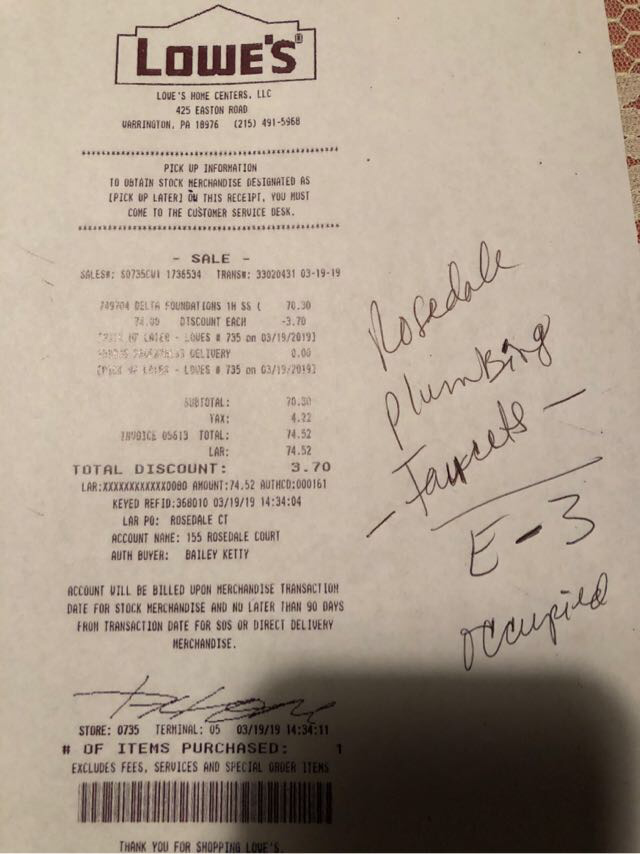 LOWE'S®
LOWE'S HOME CENTERS, LLC
425 EASTON ROAD
WARRINGTON, PA 18976 (215) 491-5968
PICK UP INFORMATION
TO OBTAIN STOCK MERCHANDISE DESIGNATED AS
[PICK UP LATER] ON THIS RECEIPT, YOU MUST
COME TO THE CUSTOMER SERVICE DESK.
- SALE -
SALES#: S0735CW1 1736534 TRANS#: 33020431 03-19-19
749704 DELTA FOUNDATIONS 1H SS ( 70.30
74.00 DISCOUNT EACH -3.70
[PICK UP LATER - LOWES # 735 on 03/19/2019]
DELIVERY 0.00
[PICK UP LATER - LOWES # 735 on 03/19/2019]
SUBTOTAL: 70.30
TAX: 4.22
INVOICE 05613 TOTAL: 74.52
LAR: 74.52
TOTAL DISCOUNT: 3.70
LAR:XXXXXXXXXXXX0080 AMOUNT:74.52 AUTHCD:000161
KEYED REFID:368010 03/19/19 14:34:04
LAR PO: ROSEDALE CT
ACCOUNT NAME: 155 ROSEDALE COURT
AUTH BUYER: BAILEY KETTY
ACCOUNT WILL BE BILLED UPON MERCHANDISE TRANSACTION
DATE FOR STOCK MERCHANDISE AND NO LATER THAN 90 DAYS
FROM TRANSACTION DATE FOR SOS OR DIRECT DELIVERY
MERCHANDISE.
STORE: 0735 TERMINAL: 05 03/19/19 14:34:11
# OF ITEMS PURCHASED: 1
EXCLUDES FEES, SERVICES AND SPECIAL ORDER ITEMS
THANK YOU FOR SHOPPING LOWE'S.
Rosedale
Plumbing
- Faucets -
E-3
occupied